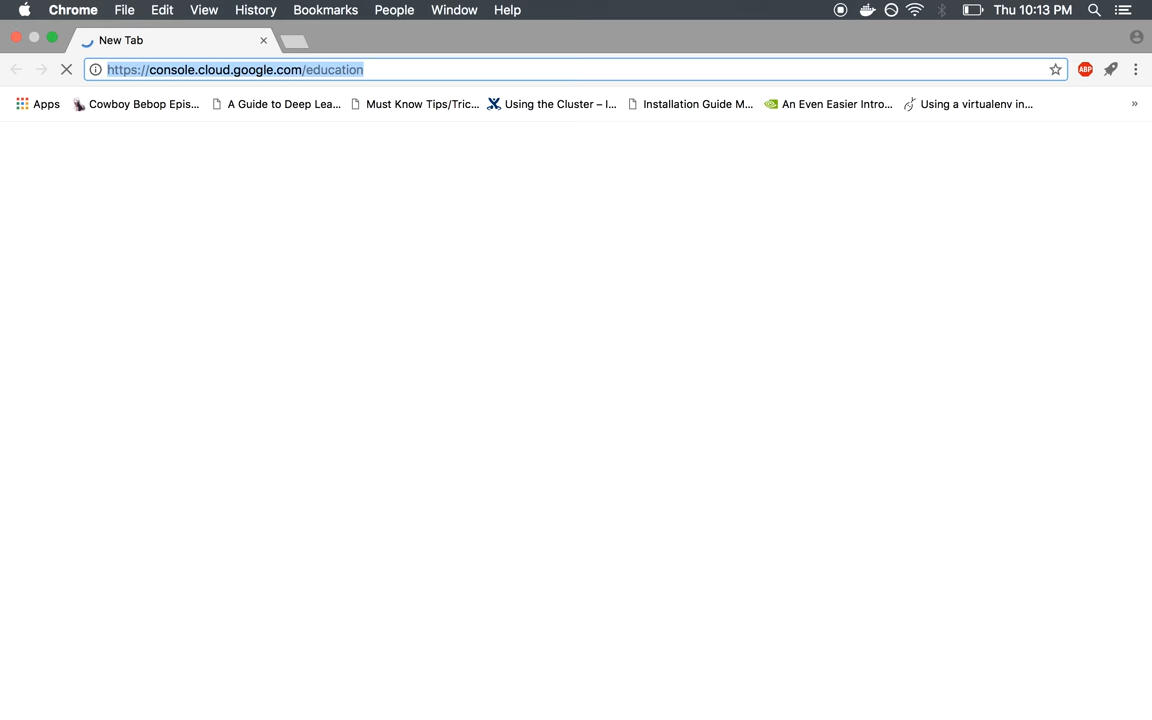 Chrome File Edit View History Bookmarks People Window Help Thu 10:13 PM
New Tab
https://console.cloud.google.com/education ABP
Apps Cowboy Bebop Epis... A Guide to Deep Lea... Must Know Tips/Tric... Using the Cluster – I... Installation Guide M... An Even Easier Intro... Using a virtualenv in... »